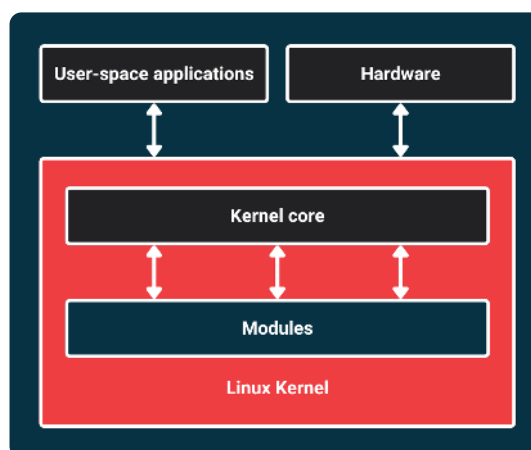 User-space applications
Hardware
Kernel core
Modules
Linux Kernel